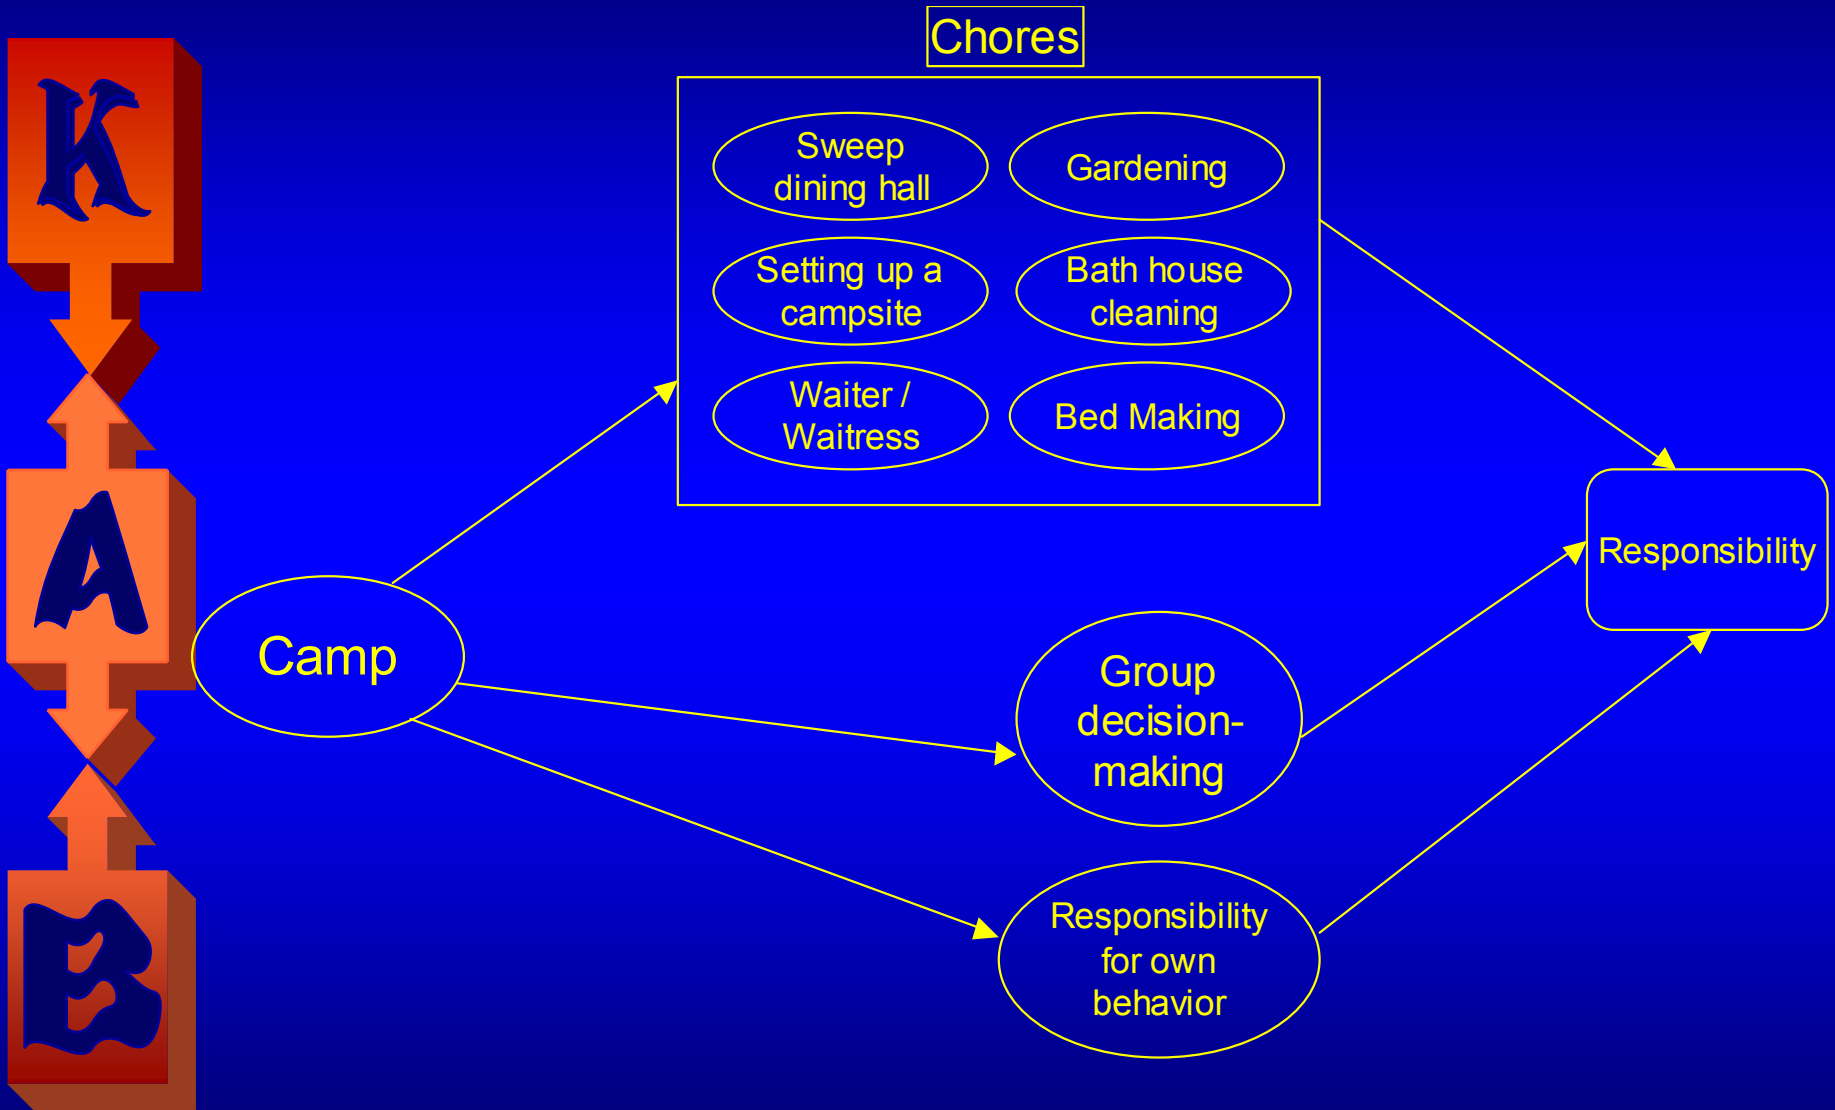 K
A
B
Chores
Sweep
dining hall
Gardening
Setting up a
campsite
Bath house
cleaning
Waiter /
Waitress
Bed Making
Responsibility
Camp
Group
decision-
making
Responsibility
for own
behavior